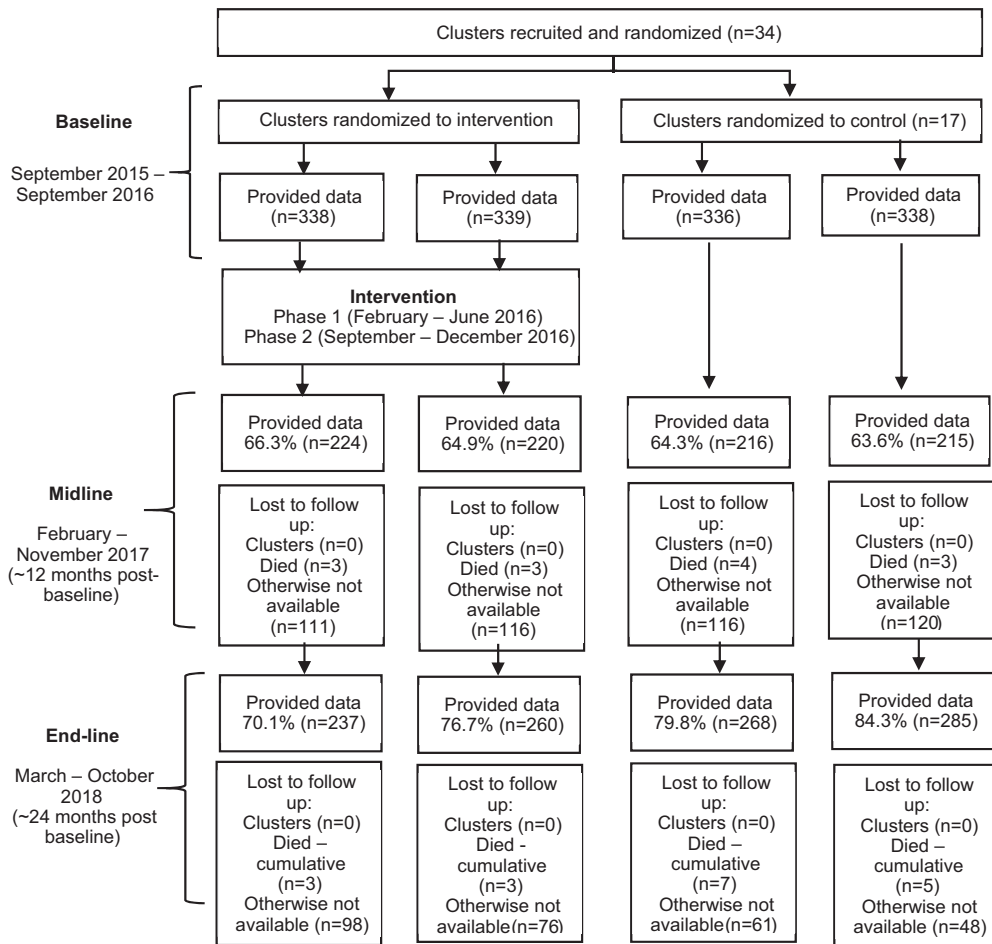 Clusters recruited and randomized (n=34)
Baseline
September 2015 –
September 2016
Clusters randomized to intervention
Clusters randomized to control (n=17)
Provided data
(n=338)
Provided data
(n=339)
Provided data
(n=336)
Provided data
(n=338)
Intervention
Phase 1 (February – June 2016)
Phase 2 (September – December 2016)
Midline
February –
November 2017
(~12 months post-
baseline)
Provided data
66.3% (n=224)
Provided data
64.9% (n=220)
Provided data
64.3% (n=216)
Provided data
63.6% (n=215)
Lost to follow
up:
Clusters (n=0)
Died (n=3)
Otherwise not
available
(n=111)
Lost to follow
up:
Clusters (n=0)
Died (n=3)
Otherwise not
available
(n=116)
Lost to follow
up:
Clusters (n=0)
Died (n=4)
Otherwise not
available
(n=116)
Lost to follow
up:
Clusters (n=0)
Died (n=3)
Otherwise not
available
(n=120)
End-line
March – October
2018
(~24 months post
baseline)
Provided data
70.1% (n=237)
Provided data
76.7% (n=260)
Provided data
79.8% (n=268)
Provided data
84.3% (n=285)
Lost to follow
up:
Clusters (n=0)
Died –
cumulative
(n=3)
Otherwise not
available (n=98)
Lost to follow
up:
Clusters (n=0)
Died -
cumulative
(n=3)
Otherwise not
available(n=76)
Lost to follow
up:
Clusters (n=0)
Died –
cumulative
(n=7)
Otherwise not
available(n=61)
Lost to follow
up:
Clusters (n=0)
Died –
cumulative
(n=5)
Otherwise not
available (n=48)